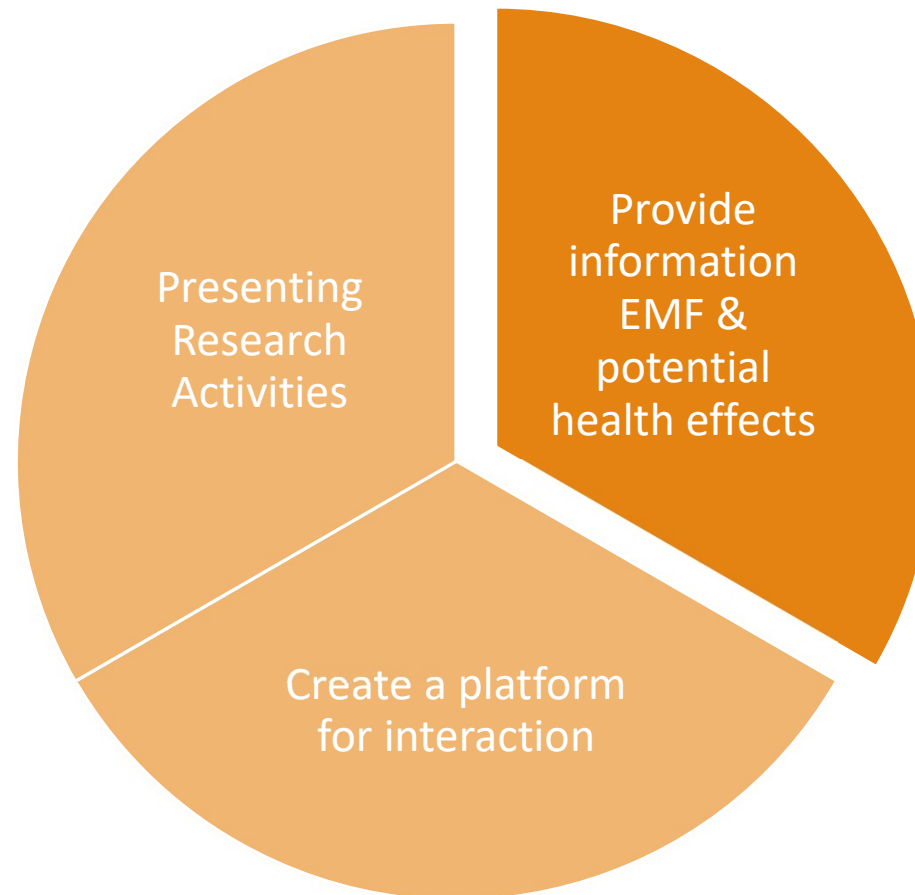 Presenting
Research
Activities
Provide
information
EMF &
potential
health effects
Create a platform
for interaction